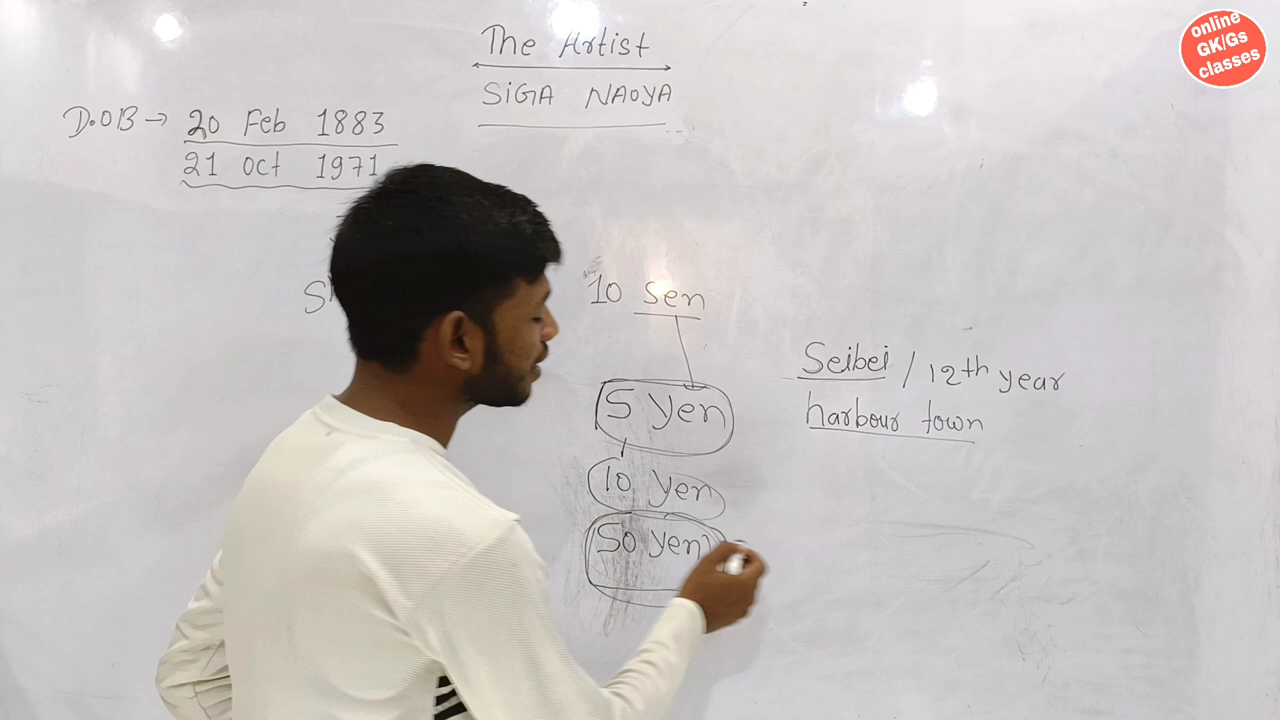 The Artist
SiGA NAOYA
D.OB → 20 Feb 1883
21 oct 1971
10 Sen
5 Yen
10 Yen
50 Yen
Seibei / 12th year
harbour town
online
GK/Gs
classes